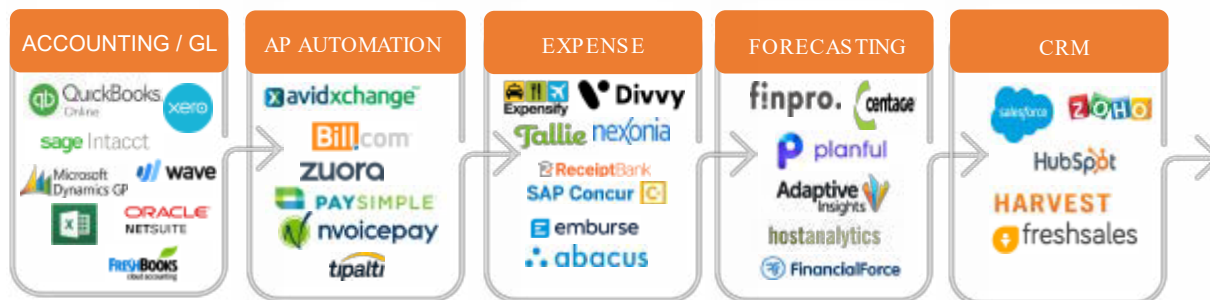 ACCOUNTING / GL
QuickBooks
Online
xero
sage Intacct
Microsoft
Dynamics GP
wave
ORACLE
NETSUITE
FRESHBOOKS
cloud accounting
AP AUTOMATION
avidxchange
Bill.com
zuora
PAYSIMPLE
nvoicepay
tipalti
EXPENSE
Expensify
Divvy
Tallie
nexonia
ReceiptBank
SAP Concur C
emburse
abacus
FORECASTING
finpro.
centage
planful
Adaptive
Insights
hostanalytics
FinancialForce
CRM
salesforce
ZOHO
HubSpot
HARVEST
freshsales